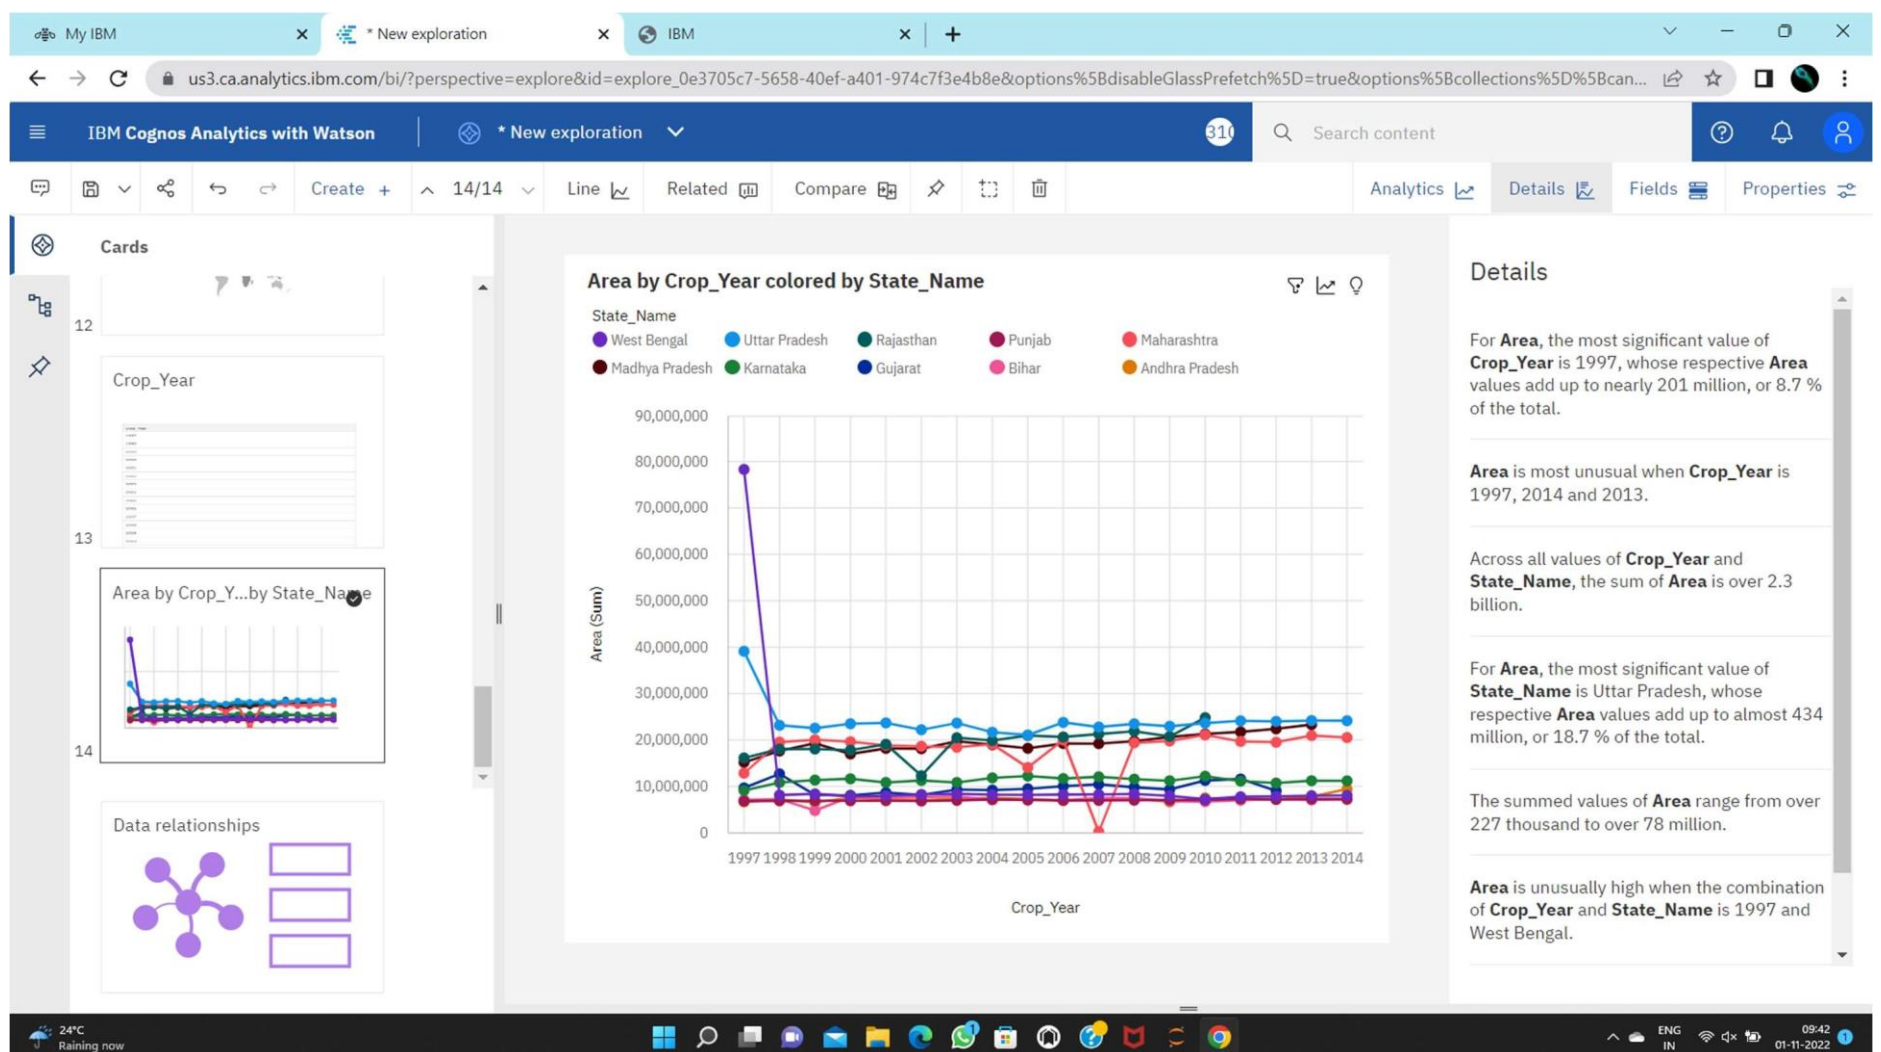 My IBM
* New exploration
IBM
us3.ca.analytics.ibm.com/bi/?perspective=explore&id=explore_0e3705c7-5658-40ef-a401-974c7f3e4b8e&options%5BdisableGlassPrefetch%5D=true&options%5Bcollections%5D%5Bcan...
IBM Cognos Analytics with Watson
* New exploration
310
Search content
Create +
14/14
Line
Related
Compare
Analytics
Details
Fields
Properties
Cards
12
Crop_Year
13
Area by Crop_Y...by State_Name
14
Data relationships
Area by Crop_Year colored by State_Name
State_Name
West Bengal
Uttar Pradesh
Rajasthan
Punjab
Maharashtra
Madhya Pradesh
Karnataka
Gujarat
Bihar
Andhra Pradesh
90,000,000
80,000,000
70,000,000
60,000,000
50,000,000
40,000,000
30,000,000
20,000,000
10,000,000
0
Area (Sum)
1997 1998 1999 2000 2001 2002 2003 2004 2005 2006 2007 2008 2009 2010 2011 2012 2013 2014
Crop_Year
Details
For Area, the most significant value of
Crop_Year is 1997, whose respective Area
values add up to nearly 201 million, or 8.7 %
of the total.
Area is most unusual when Crop_Year is
1997, 2014 and 2013.
Across all values of Crop_Year and
State_Name, the sum of Area is over 2.3
billion.
For Area, the most significant value of
State_Name is Uttar Pradesh, whose
respective Area values add up to almost 434
million, or 18.7 % of the total.
The summed values of Area range from over
227 thousand to over 78 million.
Area is unusually high when the combination
of Crop_Year and State_Name is 1997 and
West Bengal.
24°C
Raining now
1
ENG
IN
09:42
01-11-2022
1